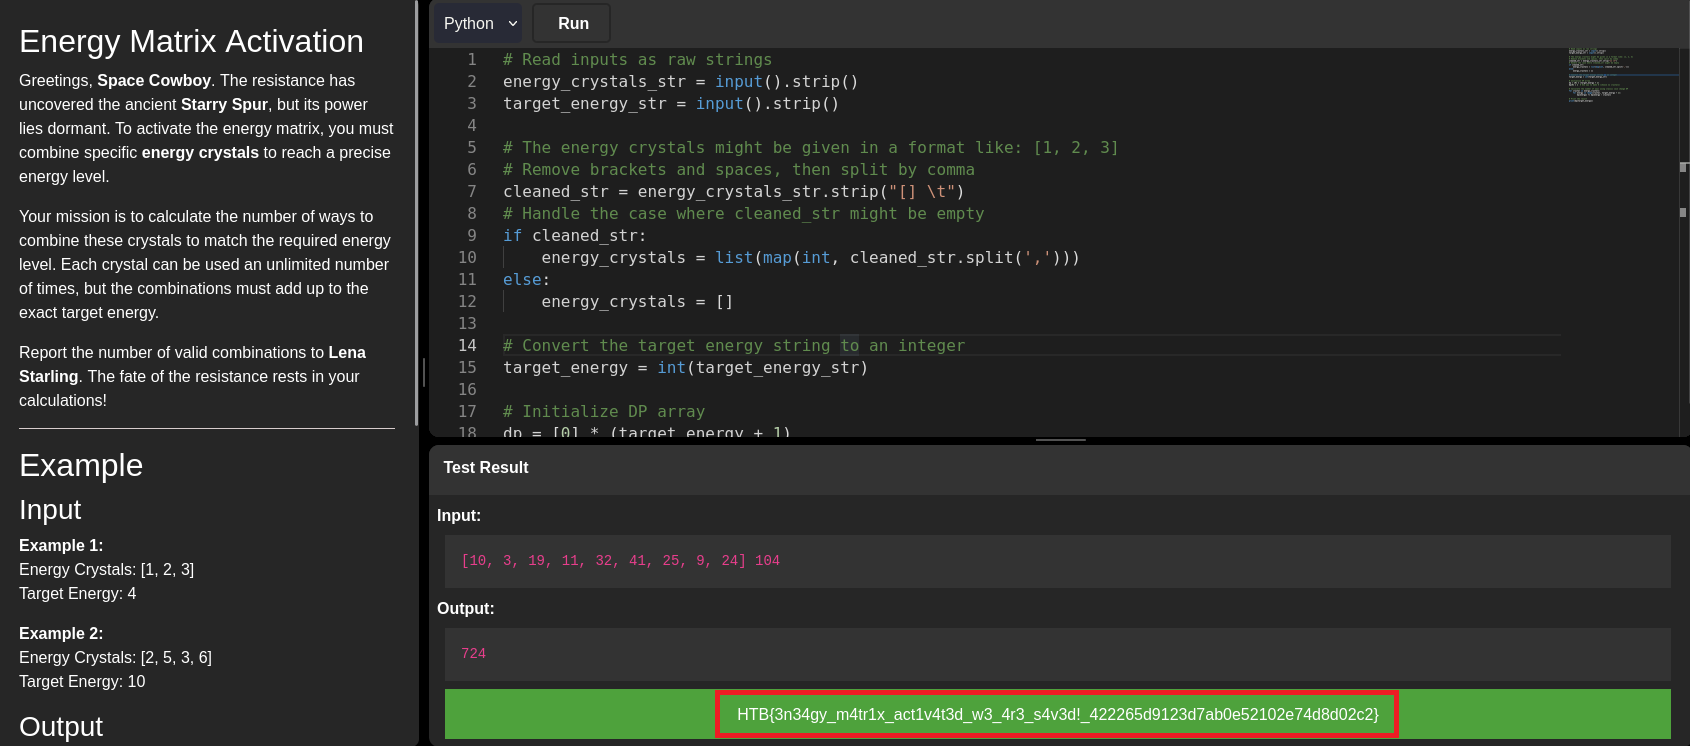 Energy Matrix Activation
Greetings, Space Cowboy. The resistance has
uncovered the ancient Starry Spur, but its power
lies dormant. To activate the energy matrix, you must
combine specific energy crystals to reach a precise
energy level.
Your mission is to calculate the number of ways to
combine these crystals to match the required energy
level. Each crystal can be used an unlimited number
of times, but the combinations must add up to the
exact target energy.
Report the number of valid combinations to Lena
Starling. The fate of the resistance rests in your
calculations!
Example
Input
Example 1:
Energy Crystals: [1, 2, 3]
Target Energy: 4
Example 2:
Energy Crystals: [2, 5, 3, 6]
Target Energy: 10
Output
Python Run
1 # Read inputs as raw strings
2 energy_crystals_str = input().strip()
3 target_energy_str = input().strip()
4
5 # The energy crystals might be given in a format like: [1, 2, 3]
6 # Remove brackets and spaces, then split by comma
7 cleaned_str = energy_crystals_str.strip("[] \t")
8 # Handle the case where cleaned_str might be empty
9 if cleaned_str:
10     energy_crystals = list(map(int, cleaned_str.split(',')))
11 else:
12     energy_crystals = []
13
14 # Convert the target energy string to an integer
15 target_energy = int(target_energy_str)
16
17 # Initialize DP array
18 dp = [0] * (target_energy + 1)
Test Result
Input:
[10, 3, 19, 11, 32, 41, 25, 9, 24] 104
Output:
724
HTB{3n34gy_m4tr1x_act1v4t3d_w3_4r3_s4v3d!_422265d9123d7ab0e52102e74d8d02c2}